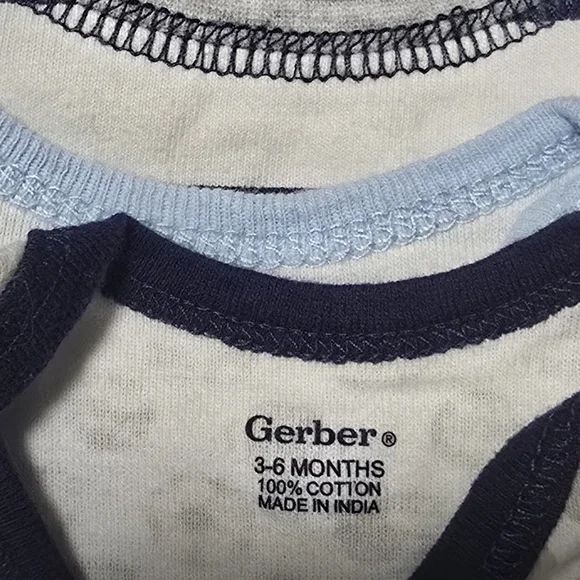 Gerber®
3-6 MONTHS
100% COTTON
MADE IN INDIA